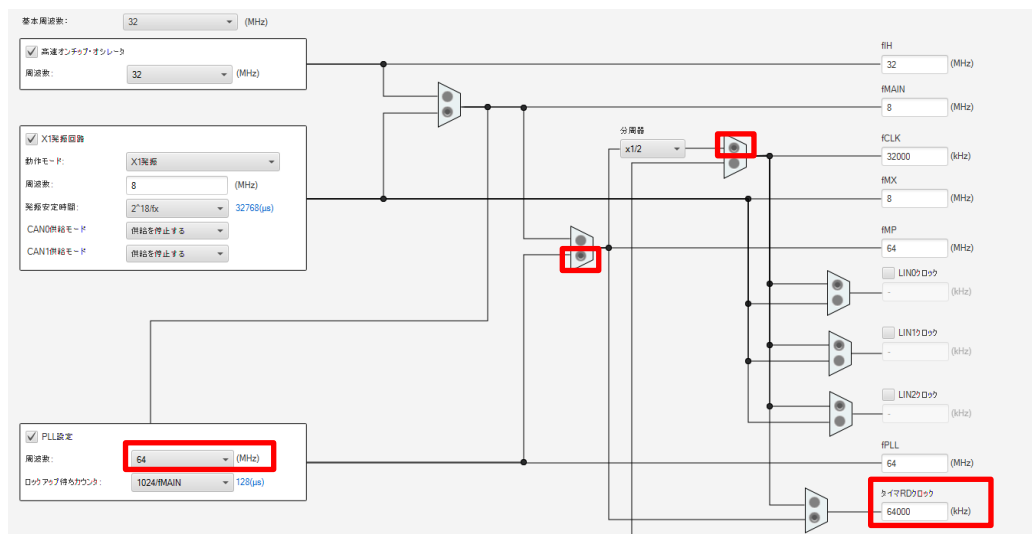 基本周波数: 32 (MHz)
高速オンチップ・オシレータ
周波数: 32 (MHz)
X1発振回路
動作モード: X1発振
周波数: 8 (MHz)
発振安定時間: 2^18/fx 32768(μs)
CAN0供給モード 供給を停止する
CAN1供給モード 供給を停止する
PLL設定
周波数: 64 (MHz)
ロックアップ待ちカウンタ: 1024/fMAIN 128(μs)
分周器
x1/2
fIH
32 (MHz)
fMAIN
8 (MHz)
fCLK
32000 (kHz)
fMX
8 (MHz)
fMP
64 (MHz)
LIN0クロック
- (kHz)
LIN1クロック
- (kHz)
LIN2クロック
- (kHz)
fPLL
64 (MHz)
タイマRDクロック
64000 (kHz)